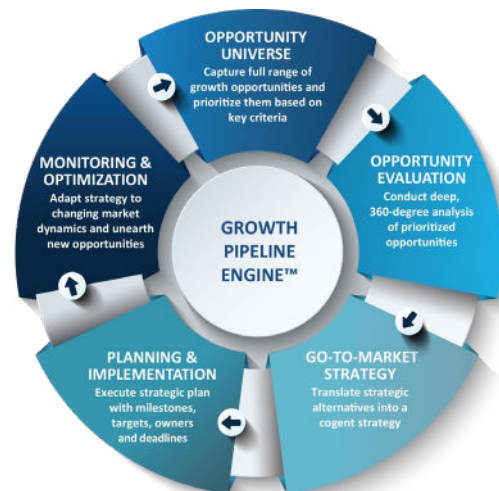 OPPORTUNITY
UNIVERSE
Capture full range of
growth opportunities and
prioritize them based on
key criteria
OPPORTUNITY
EVALUATION
Conduct deep,
360-degree analysis
of prioritized
opportunities
GO-TO-MARKET
STRATEGY
Translate strategic
alternatives into a
cogent strategy
PLANNING &
IMPLEMENTATION
Execute strategic plan
with milestones,
targets, owners
and deadlines
MONITORING &
OPTIMIZATION
Adapt strategy to
changing market
dynamics and unearth
new opportunities
GROWTH
PIPELINE
ENGINE™